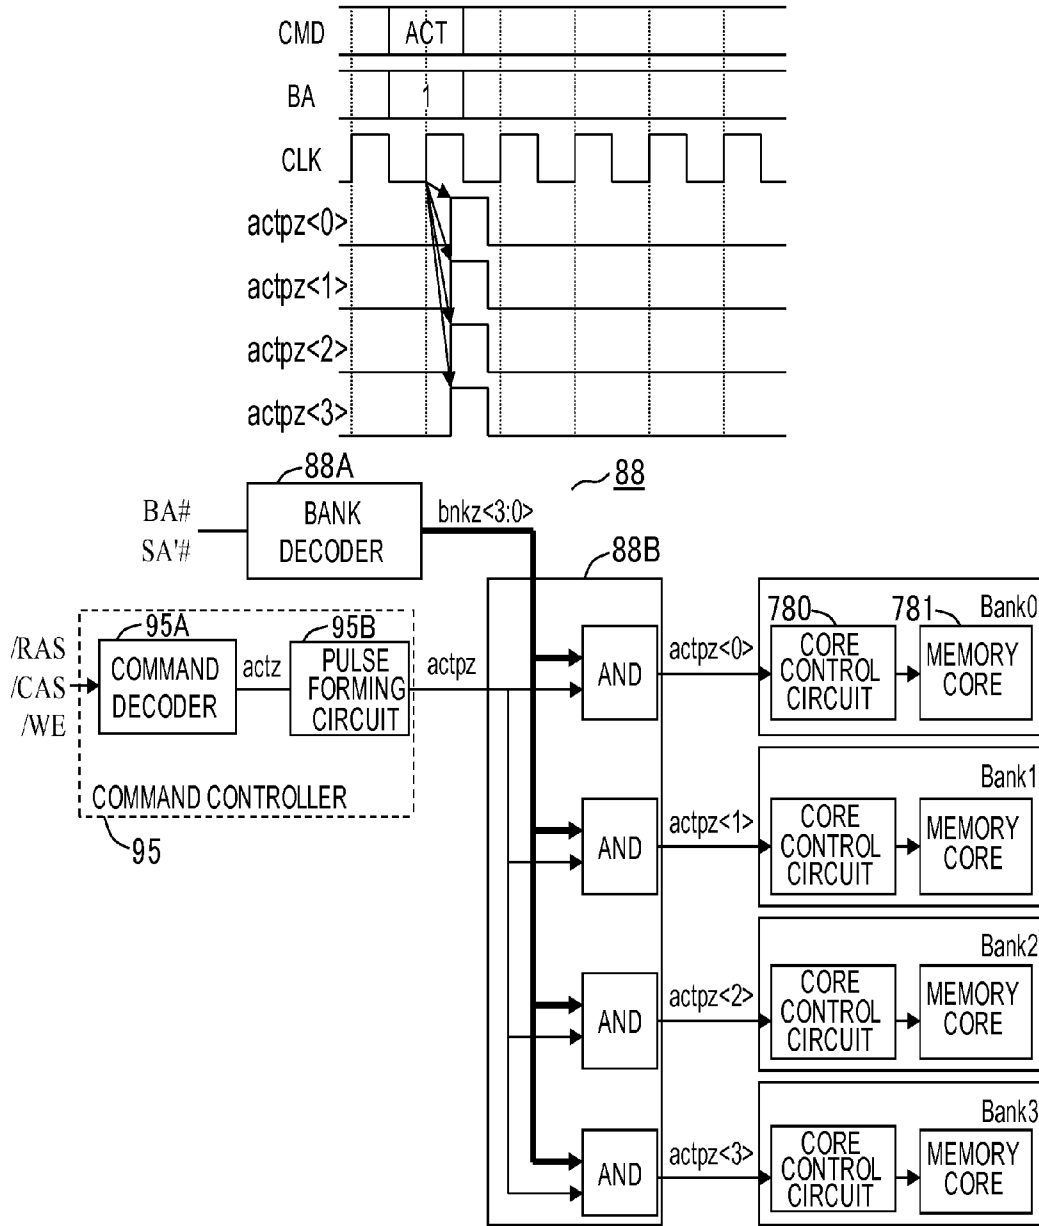 CMD
ACT
BA
1
CLK
actpz<0>
actpz<1>
actpz<2>
actpz<3>
88A
88
BA#
SA'#
BANK
DECODER
bnkz<3:0>
88B
/RAS
/CAS
/WE
95A
COMMAND
DECODER
actz
95B
PULSE
FORMING
CIRCUIT
actpz
COMMAND CONTROLLER
95
AND
actpz<0>
780
CORE
CONTROL
CIRCUIT
781
Bank0
MEMORY
CORE
AND
actpz<1>
CORE
CONTROL
CIRCUIT
Bank1
MEMORY
CORE
AND
actpz<2>
CORE
CONTROL
CIRCUIT
Bank2
MEMORY
CORE
AND
actpz<3>
CORE
CONTROL
CIRCUIT
Bank3
MEMORY
CORE